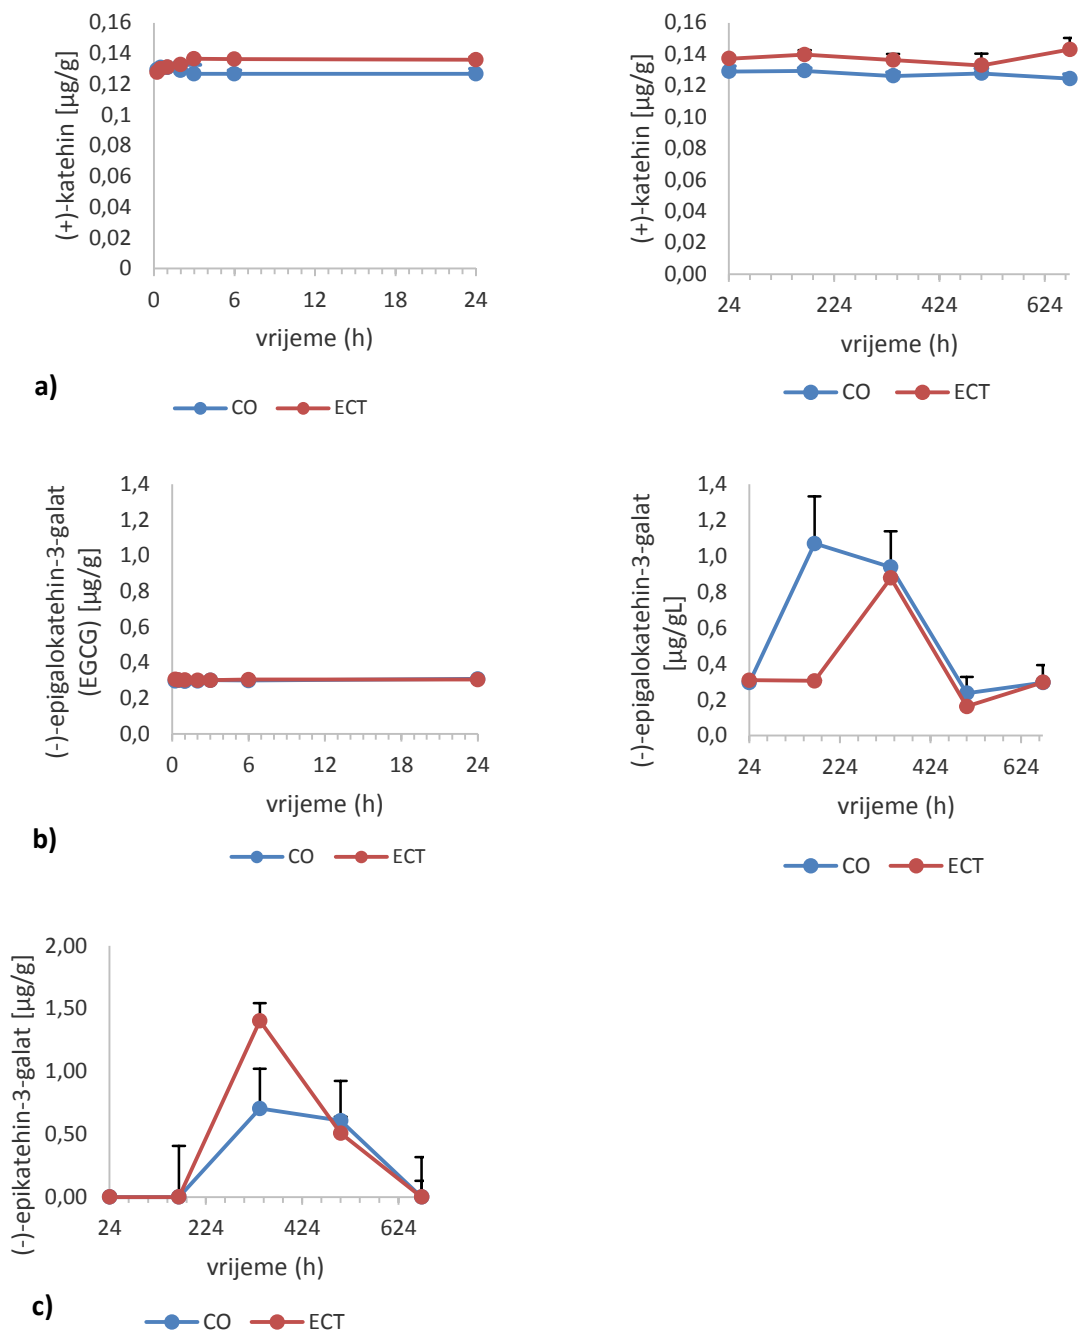 (+)-katehin [µg/g]
0,16
0,14
0,12
0,1
0,08
0,06
0,04
0,02
0
0 6 12 18 24
vrijeme (h)
CO ECT
(+)-katehin [µg/g]
0,16
0,14
0,12
0,10
0,08
0,06
0,04
0,02
0,00
24 224 424 624
vrijeme (h)
CO ECT
a)
(-)-epigalokatehin-3-galat
(EGCG) [µg/g]
1,4
1,2
1,0
0,8
0,6
0,4
0,2
0,0
0 6 12 18 24
vrijeme (h)
CO ECT
(-)-epigalokatehin-3-galat
[µg/gL]
1,4
1,2
1,0
0,8
0,6
0,4
0,2
0,0
24 224 424 624
vrijeme (h)
CO ECT
b)
(-)-epikatehin-3-galat [µg/g]
2,00
1,50
1,00
0,50
0,00
24 224 424 624
vrijeme (h)
c)
CO ECT